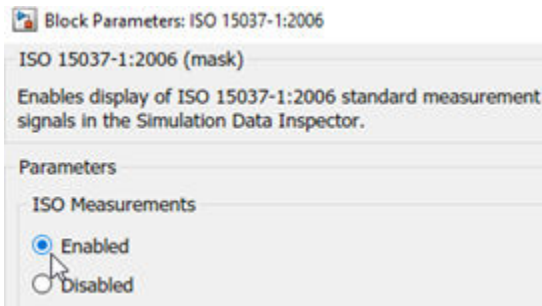 Block Parameters: ISO 15037-1:2006
ISO 15037-1:2006 (mask)
Enables display of ISO 15037-1:2006 standard measurement
signals in the Simulation Data Inspector.
Parameters
ISO Measurements
Enabled
Disabled